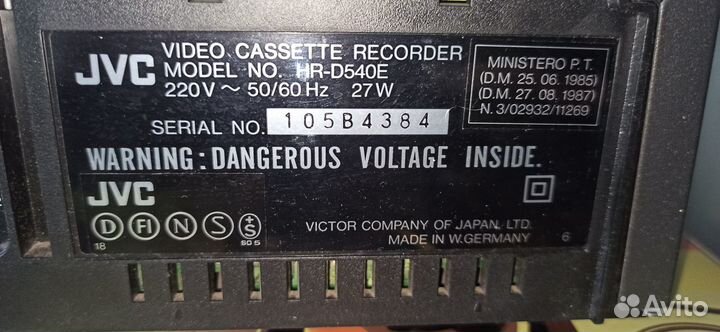 JVC
VIDEO CASSETTE RECORDER
MODEL NO. HR-D540E
220V ~ 50/60 Hz 27W
SERIAL NO. 105B4384
MINISTERO P. T.
(D.M. 25. 06. 1985)
(D.M. 27. 08. 1987)
N. 3/02932/11269
WARNING: DANGEROUS VOLTAGE INSIDE.
JVC
D FI N S +S
SO 5
18
VICTOR COMPANY OF JAPAN, LTD.
MADE IN W.GERMANY
6
Avito